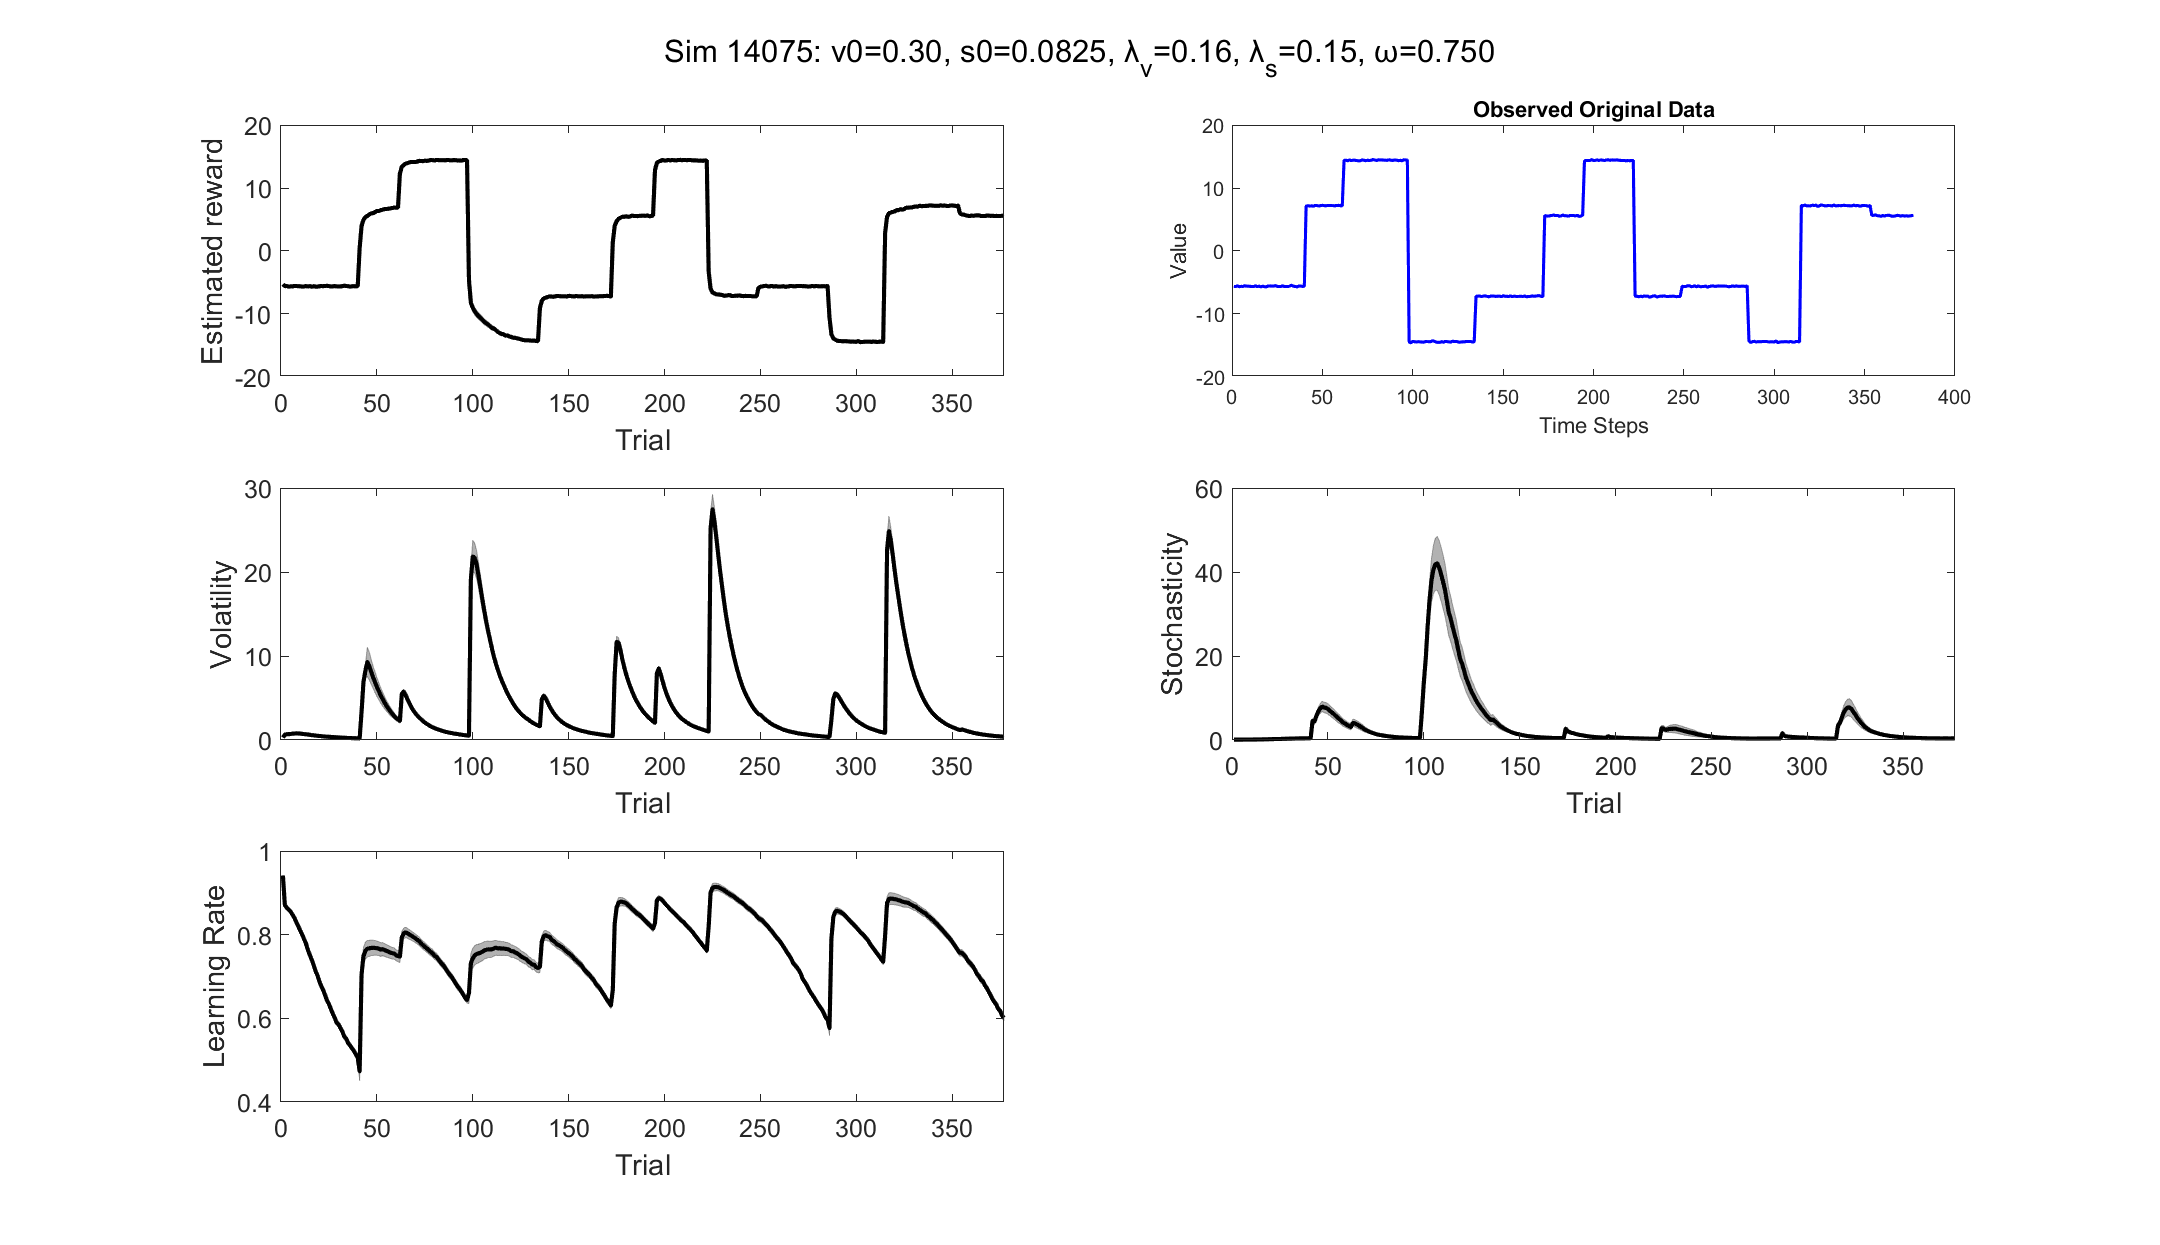 Sim 14075: v0=0.30, s0=0.0825, λ_v=0.16, λ_s=0.15, ω=0.750
Estimated reward
20
10
0
-10
-20
0 50 100 150 200 250 300 350
Trial
Observed Original Data
Value
20
10
0
-10
-20
0 50 100 150 200 250 300 350 400
Time Steps
Volatility
30
20
10
0
0 50 100 150 200 250 300 350
Trial
Stochasticity
60
40
20
0
0 50 100 150 200 250 300 350
Trial
Learning Rate
1
0.8
0.6
0.4
0 50 100 150 200 250 300 350
Trial